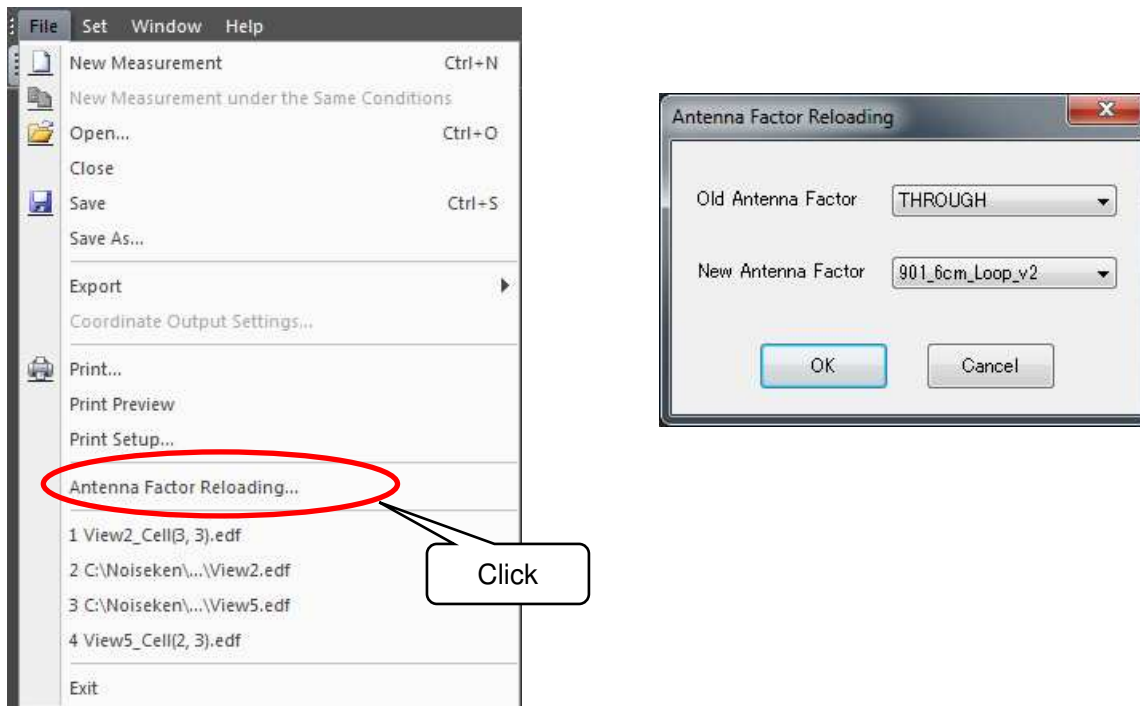 File Set Window Help
New Measurement Ctrl+N
New Measurement under the Same Conditions
Open... Ctrl+O
Close
Save Ctrl+S
Save As...
Export
Coordinate Output Settings...
Print...
Print Preview
Print Setup...
Antenna Factor Reloading...
1 View2_Cell(3, 3).edf
2 C:\Noiseken\...\View2.edf
3 C:\Noiseken\...\View5.edf
4 View5_Cell(2, 3).edf
Exit
Click
Antenna Factor Reloading
Old Antenna Factor THROUGH
New Antenna Factor 901_6cm_Loop_v2
OK Cancel